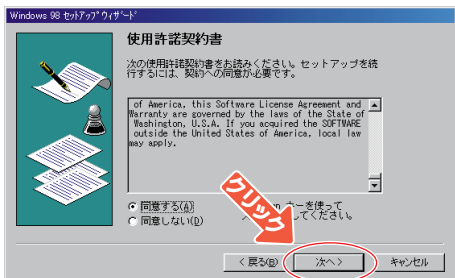 Windows 98 セットアップ ウィザード
使用許諾契約書
次の使用許諾契約書をお読みください。セットアップを続
行するには、契約への同意が必要です。
of America, this Software License Agreement and
Warranty are governed by the laws of the State of
Washington, U.S.A. If you acquired the SOFTWARE
outside the United States of America, local law
may apply.
同意する(A)
キーを使って
同意しない(D)
してください。
クリック
< 戻る(B)
次へ >
キャンセル